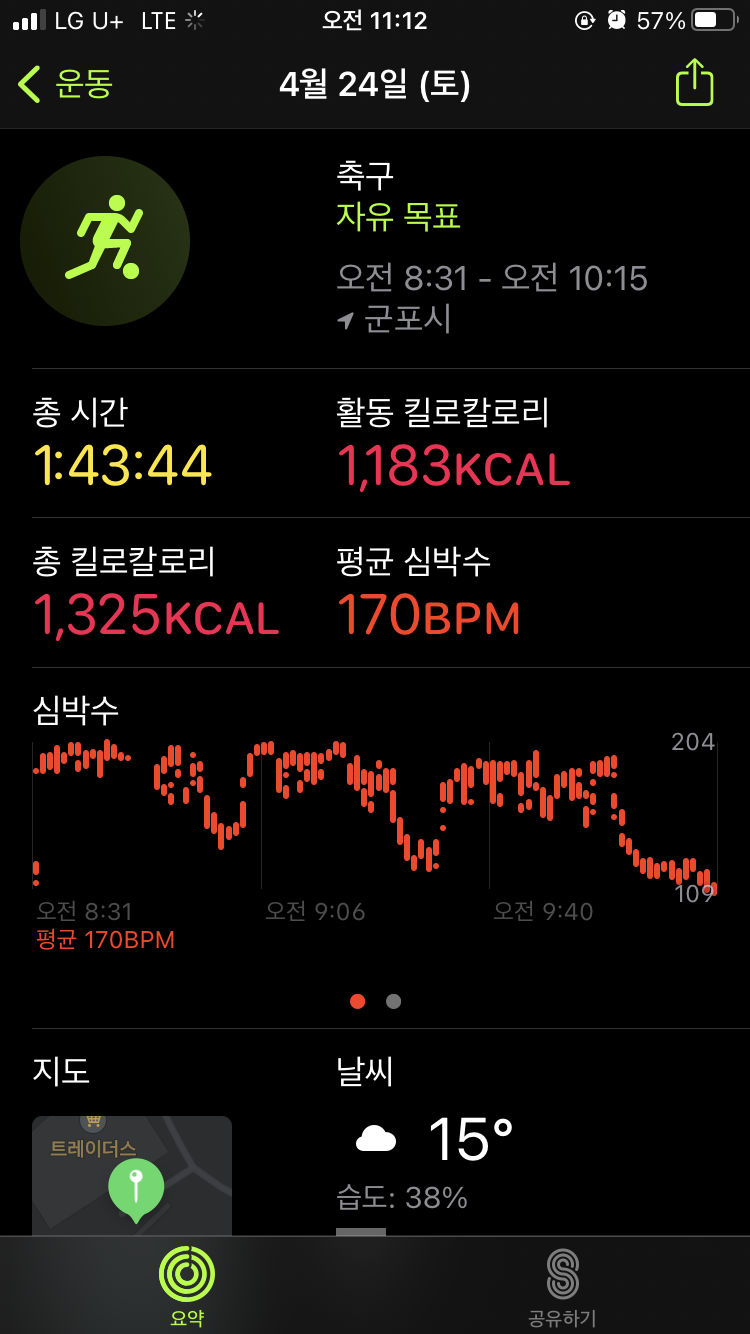 LG U+ LTE 오전 11:12 57%
운동 4월 24일 (토)
축구
자유 목표
오전 8:31 - 오전 10:15
군포시
총 시간 활동 킬로칼로리
1:43:44 1,183KCAL
총 킬로칼로리 평균 심박수
1,325KCAL 170BPM
심박수
204
109
오전 8:31 오전 9:06 오전 9:40
평균 170BPM
지도 날씨
트레이더스
15°
습도: 38%
요약 공유하기